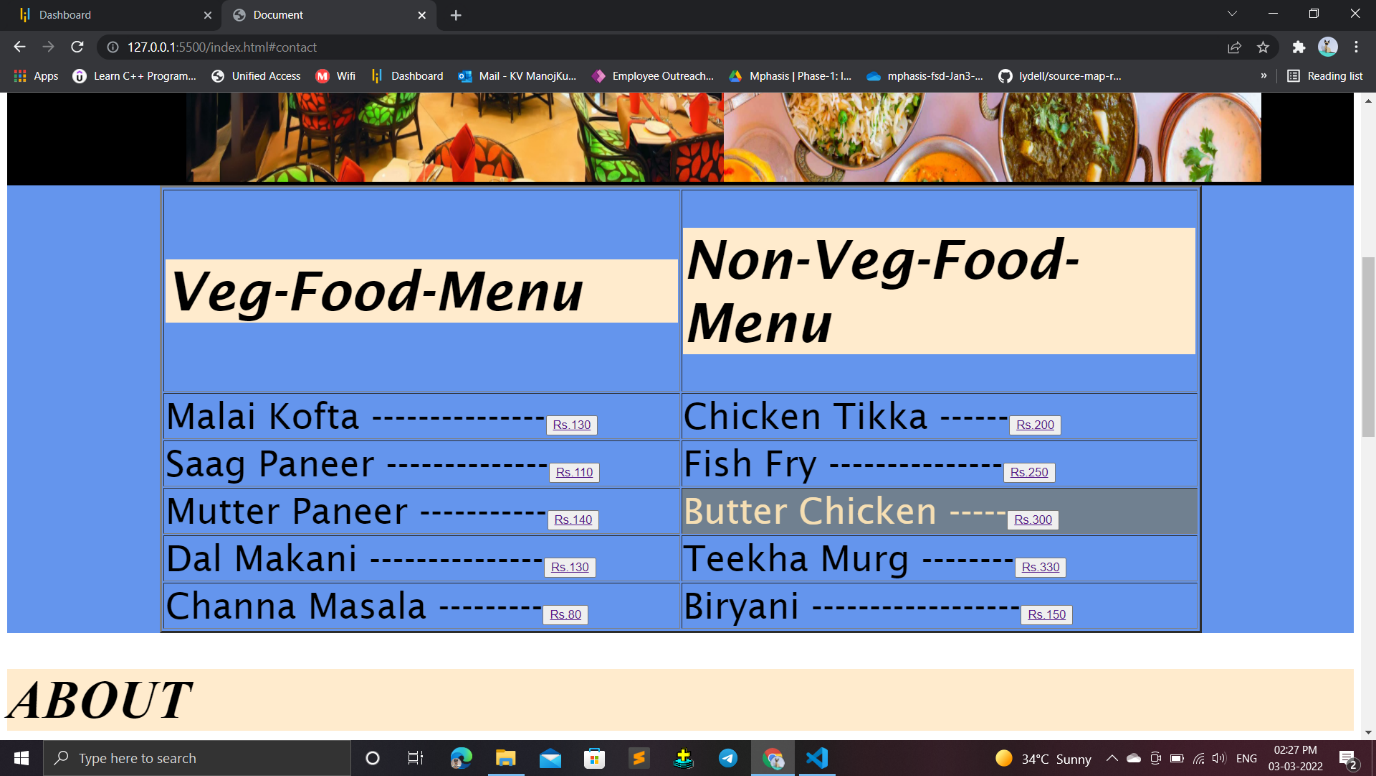 Dashboard
Document
127.0.0.1:5500/index.html#contact
Apps
Learn C++ Program...
Unified Access
Wifi
Dashboard
Mail - KV ManojKu...
Employee Outreach...
Mphasis | Phase-1: I...
mphasis-fsd-Jan3-...
lydell/source-map-r...
»
Reading list
Veg-Food-Menu
Non-Veg-Food-
Menu
Malai Kofta --------------- Rs.130
Chicken Tikka ------ Rs.200
Saag Paneer -------------- Rs.110
Fish Fry --------------- Rs.250
Mutter Paneer ----------- Rs.140
Butter Chicken ----- Rs.300
Dal Makani --------------- Rs.130
Teekha Murg -------- Rs.330
Channa Masala --------- Rs.80
Biryani ------------------ Rs.150
ABOUT
Type here to search
34°C Sunny
ENG
02:27 PM
03-03-2022
2